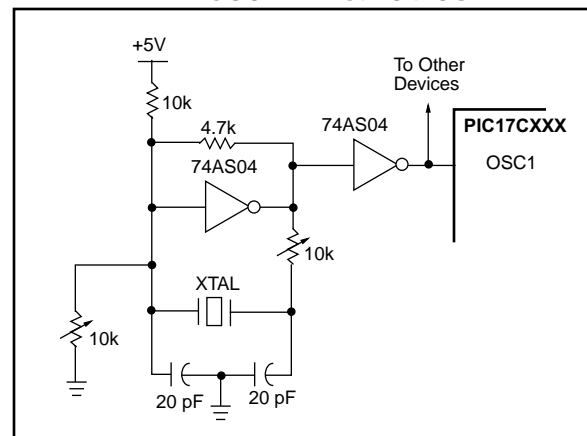 +5V
10k
4.7k
74AS04
74AS04
To Other
Devices
PIC17CXXX
OSC1
10k
XTAL
10k
20 pF
20 pF